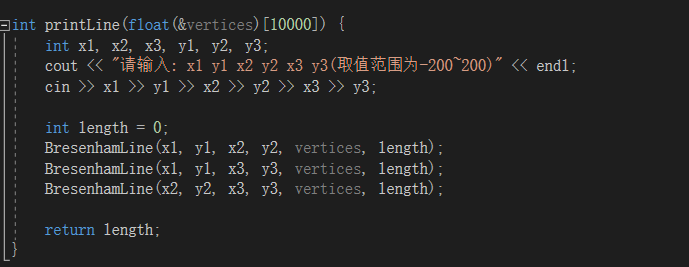 int printLine(float(&vertices)[10000]) {
int x1, x2, x3, y1, y2, y3;
cout << "请输入: x1 y1 x2 y2 x3 y3(取值范围为-200~200)" << endl;
cin >> x1 >> y1 >> x2 >> y2 >> x3 >> y3;
int length = 0;
BresenhamLine(x1, y1, x2, y2, vertices, length);
BresenhamLine(x1, y1, x3, y3, vertices, length);
BresenhamLine(x2, y2, x3, y3, vertices, length);
return length;
}